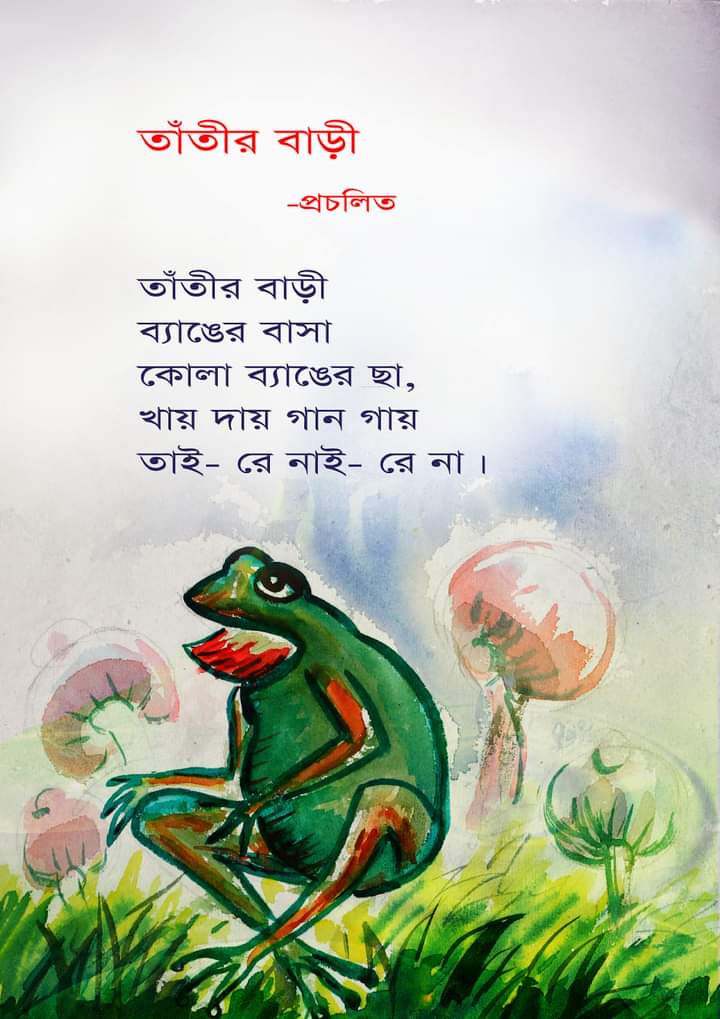 তাঁতীর বাড়ী
-প্রচলিত
তাঁতীর বাড়ী
ব্যাঙের বাসা
কোলা ব্যাঙের ছা,
খায় দায় গান গায়
তাই- রে নাই- রে না।